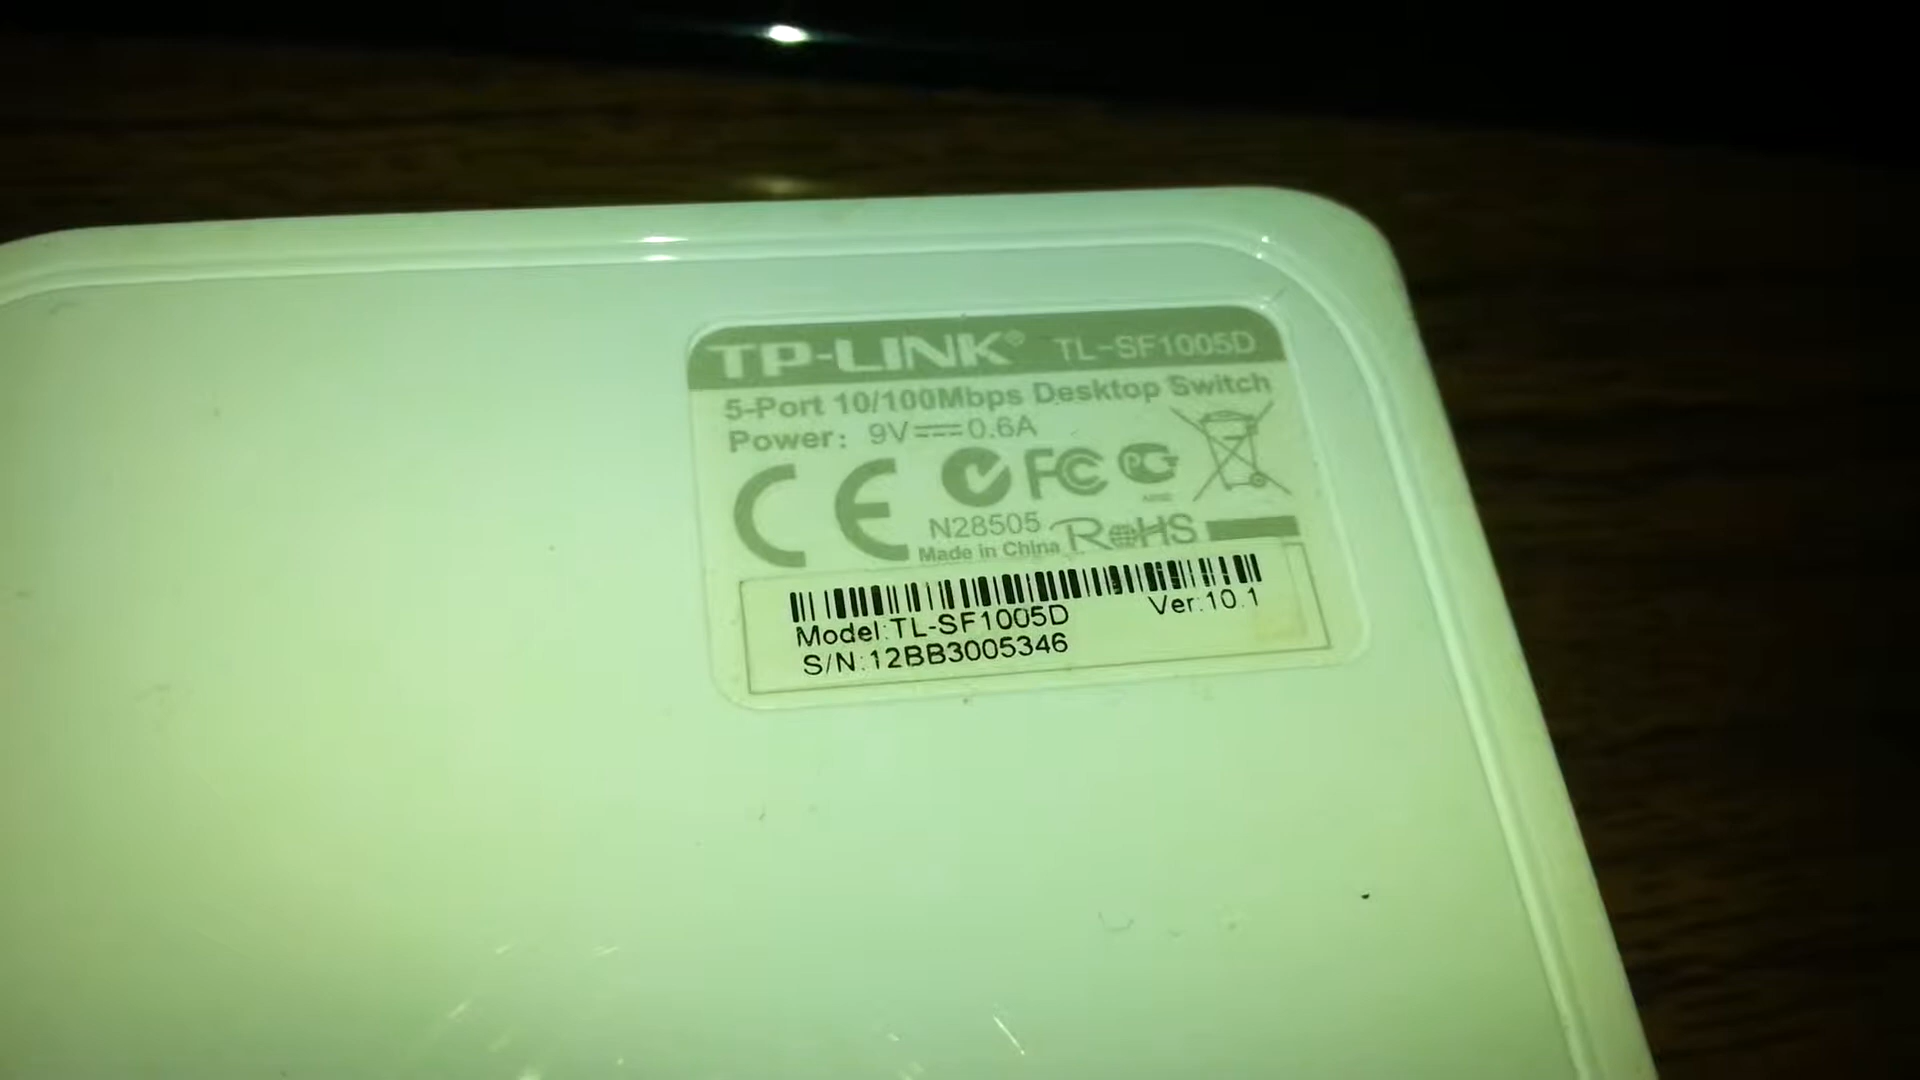 TP-LINK® TL-SF1005D
5-Port 10/100Mbps Desktop Switch
Power: 9V⎓0.6A
CE FC PG
N28505
Made in China RoHS
Model:TL-SF1005D Ver:10.1
S/N:12BB3005346